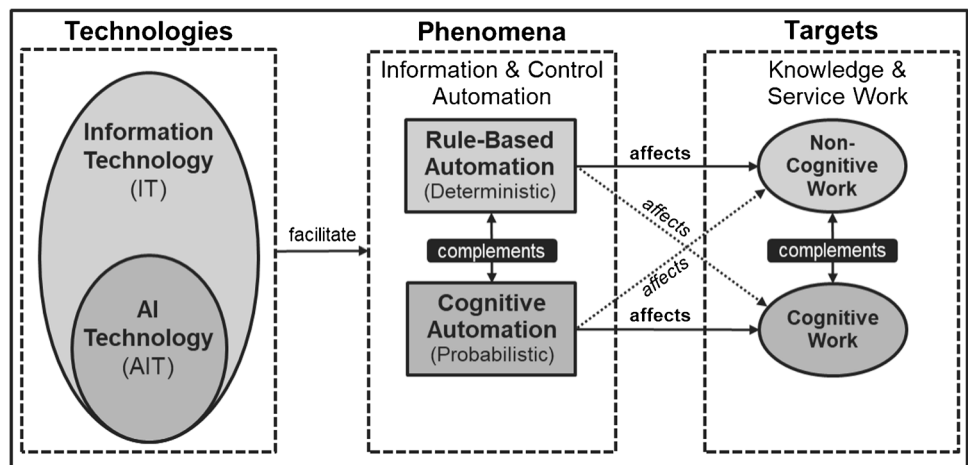 Technologies
Phenomena
Targets
Information
Technology
(IT)
AI
Technology
(AIT)
facilitate
Information & Control
Automation
Rule-Based
Automation
(Deterministic)
complements
Cognitive
Automation
(Probabilistic)
affects
affects
affects
affects
Knowledge &
Service Work
Non-
Cognitive
Work
complements
Cognitive
Work